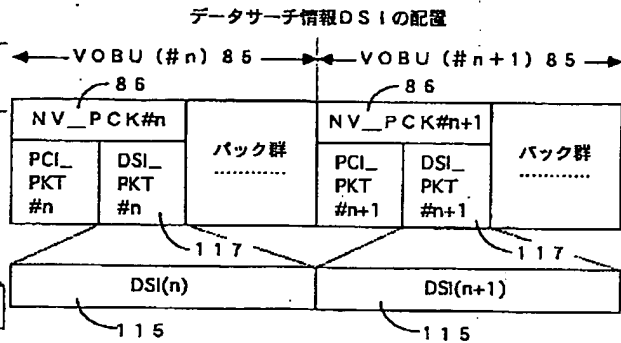 データサーチ情報DSIの配置
VOBU(#n)85
VOBU(#n+1)85
86
86
NV_PCK#n
パック群
............
NV_PCK#n+1
パック群
............
PCI_
PKT
#n
DSI_
PKT
#n
PCI_
PKT
#n+1
DSI_
PKT
#n+1
117
117
DSI(n)
DSI(n+1)
115
115